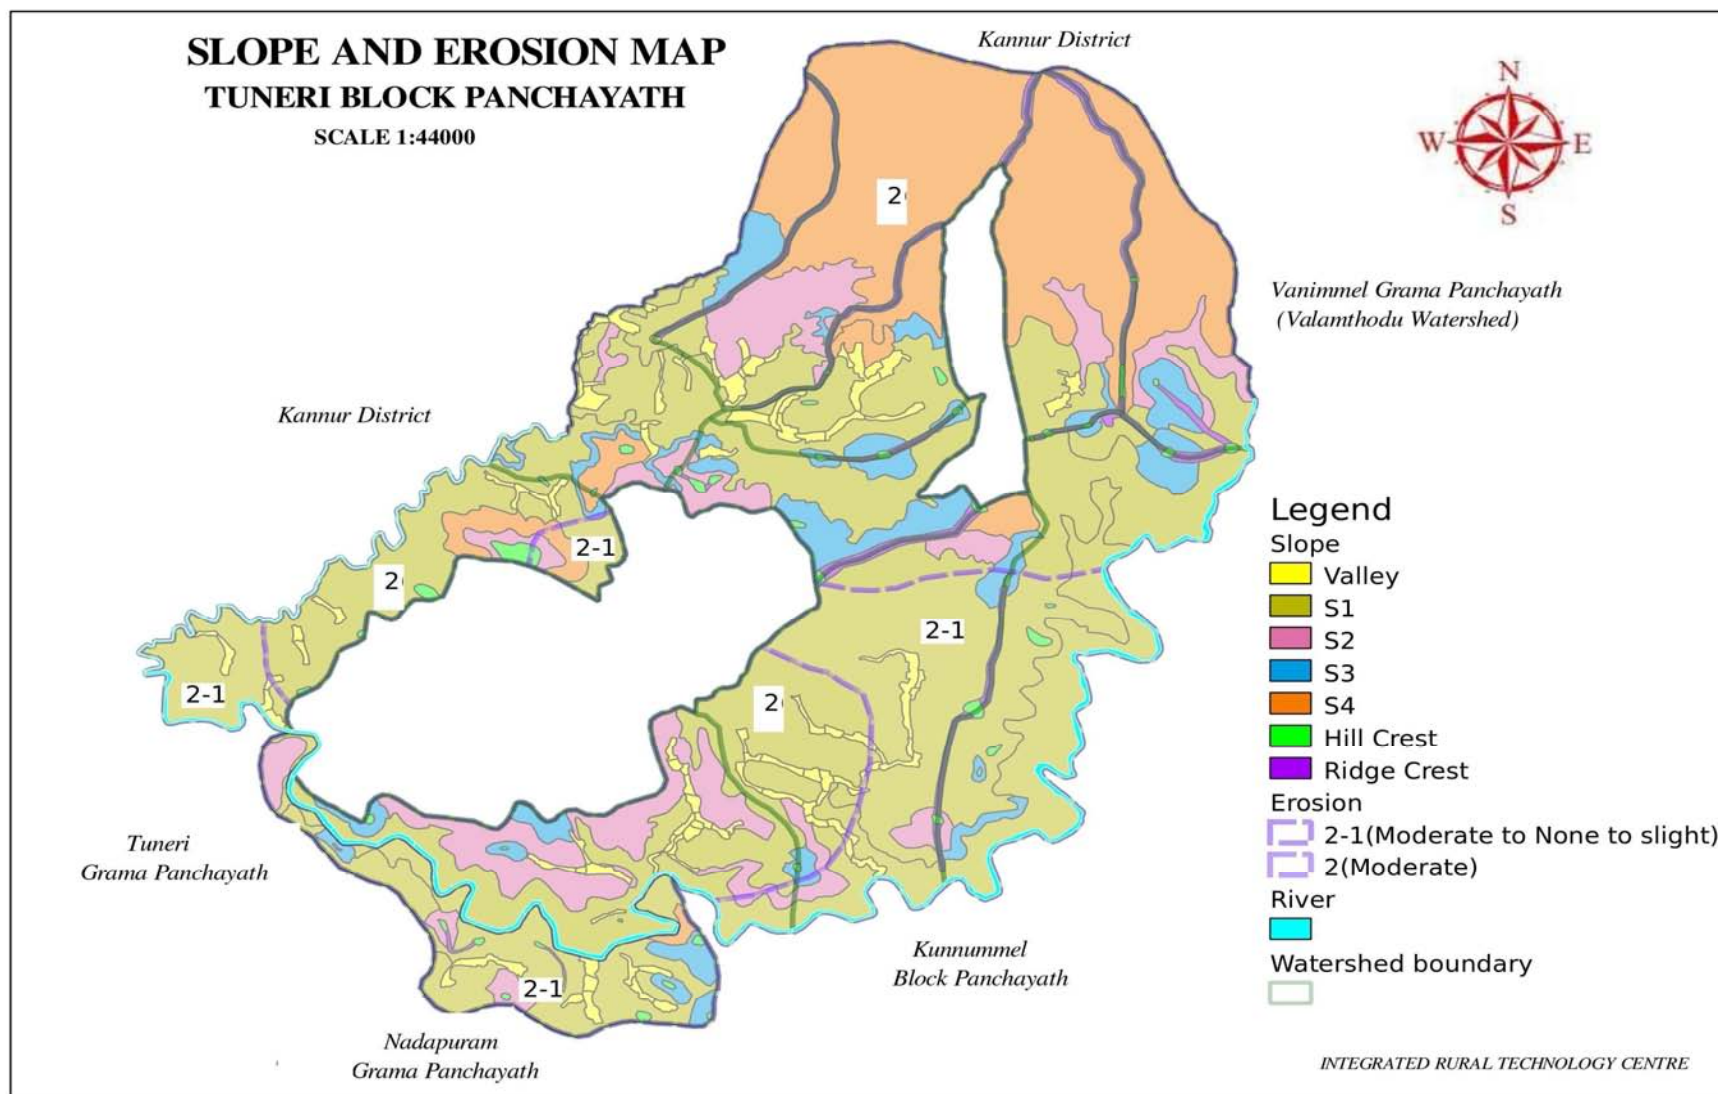 SLOPE AND EROSION MAP
TUNERI BLOCK PANCHAYATH
SCALE 1:44000
Kannur District
N
W
E
S
2
Vanimmel Grama Panchayath
(Valamthodu Watershed)
Kannur District
2-1
2
2-1
2-1
2
Tuneri
Grama Panchayath
Kunnummel
Block Panchayath
2-1
Nadapuram
Grama Panchayath
Legend
Slope
Valley
S1
S2
S3
S4
Hill Crest
Ridge Crest
Erosion
2-1(Moderate to None to slight)
2(Moderate)
River
Watershed boundary
INTEGRATED RURAL TECHNOLOGY CENTRE